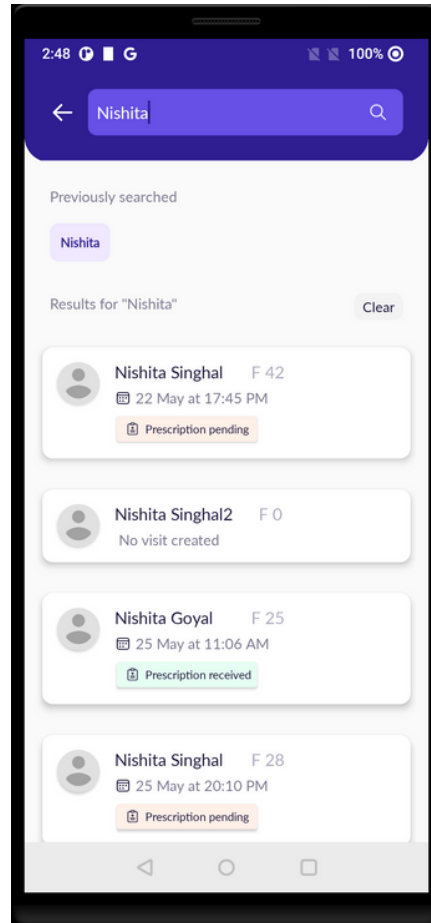 2:48 G 100%
Nishita
Previously searched
Nishita
Results for "Nishita" Clear
Nishita Singhal F 42
22 May at 17:45 PM
Prescription pending
Nishita Singhal2 F 0
No visit created
Nishita Goyal F 25
25 May at 11:06 AM
Prescription received
Nishita Singhal F 28
25 May at 20:10 PM
Prescription pending